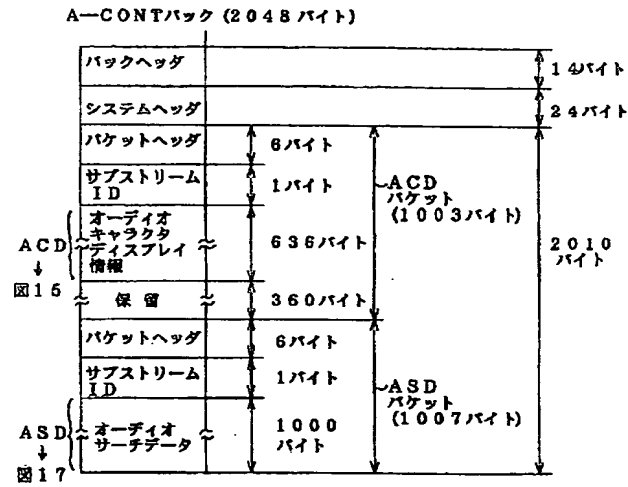 A—CONTパック (2048バイト)
パックヘッダ
14バイト
システムヘッダ
24バイト
パケットヘッダ
6バイト
サブストリーム
ID
1バイト
ACD
パケット
(1003バイト)
2010
バイト
ACD
↓
図15
オーディオ
キャラクタ
ディスプレイ
情報
636バイト
保留
360バイト
パケットヘッダ
6バイト
サブストリーム
ID
1バイト
ASD
パケット
(1007バイト)
ASD
↓
図17
オーディオ
サーチデータ
1000
バイト